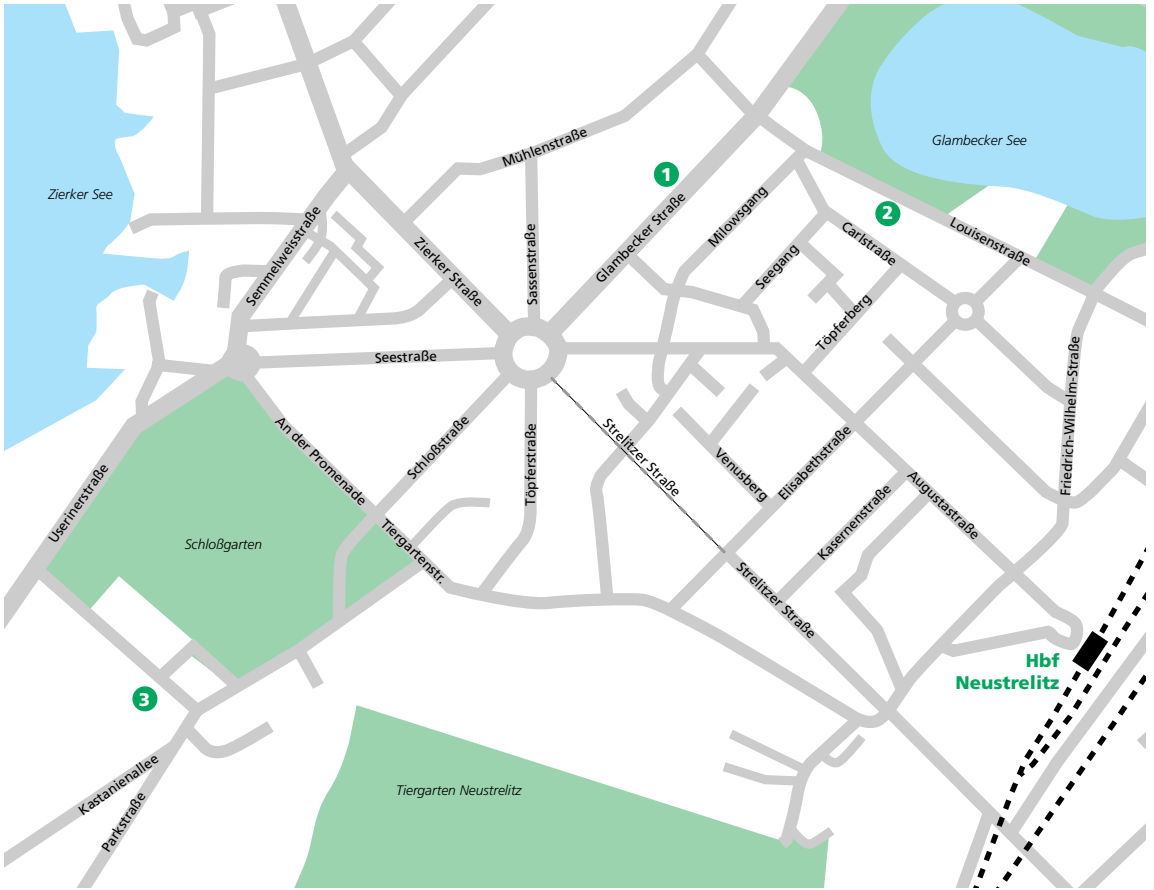 Mühlenstraße
Glambecker See
1
Zierker See
2
Glambecker Straße
Milowsgang
Louisenstraße
Semmelweisstraße
Zierker Straße
Sassenstraße
Seegang
Carlstraße
Töpferberg
Seestraße
Friedrich-Wilhelm-Straße
An der Promenade
Schloßstraße
Töpferstraße
Strelitzer Straße
Venusberg
Elisabethstraße
Userinerstraße
Augustastraße
Kasernenstraße
Schloßgarten
Tiergartenstr.
Strelitzer Straße
Hbf
Neustrelitz
3
Kastanienallee
Parkstraße
Tiergarten Neustrelitz